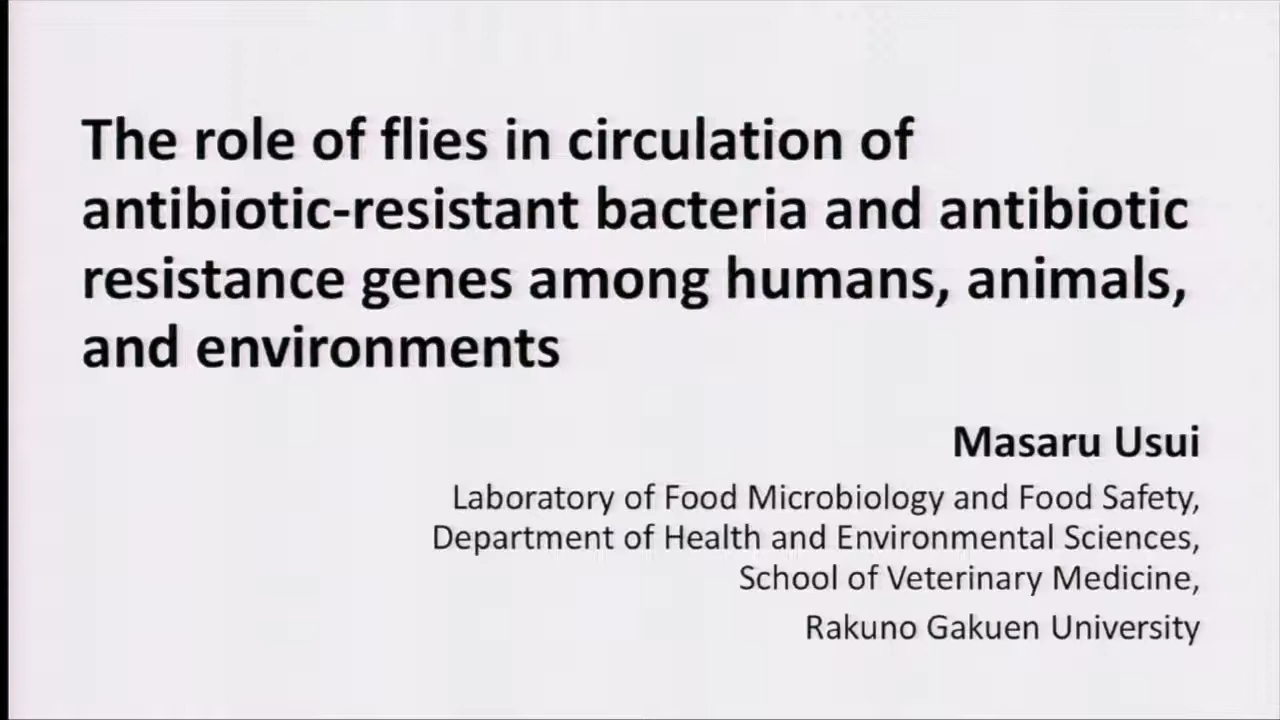 The role of flies in circulation of
antibiotic-resistant bacteria and antibiotic
resistance genes among humans, animals,
and environments
Masaru Usui
Laboratory of Food Microbiology and Food Safety,
Department of Health and Environmental Sciences,
School of Veterinary Medicine,
Rakuno Gakuen University